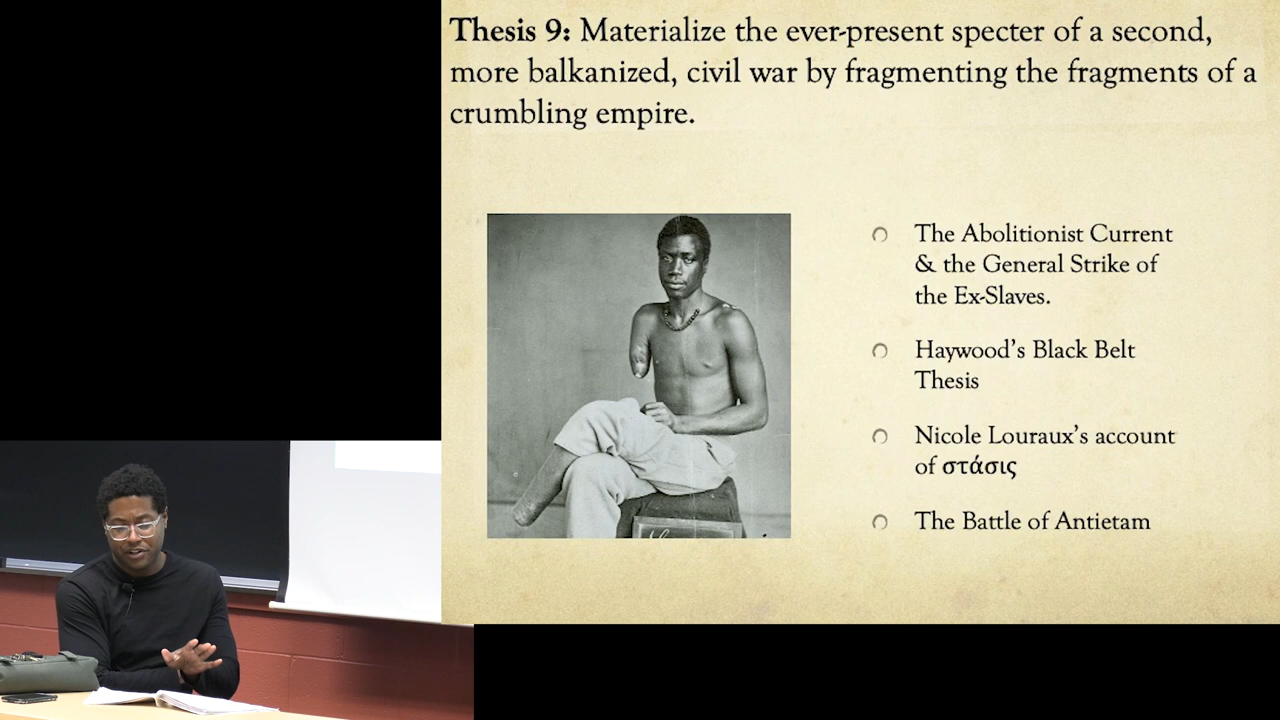 Thesis 9: Materialize the ever-present specter of a second,
more balkanized, civil war by fragmenting the fragments of a
crumbling empire.
The Abolitionist Current
& the General Strike of
the Ex-Slaves.
Haywood's Black Belt
Thesis
Nicole Louraux's account
of στάσις
The Battle of Antietam